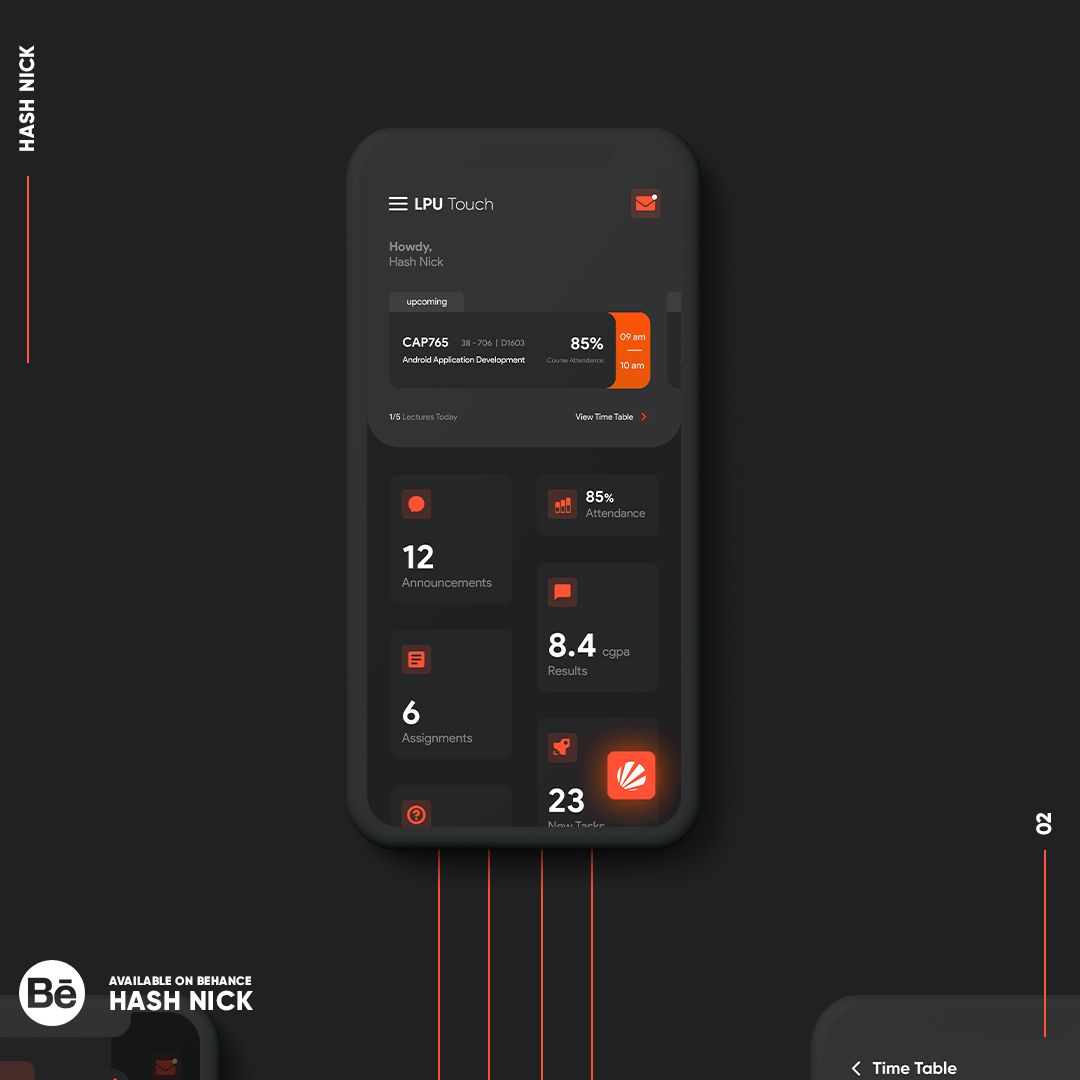 HASH NICK
LPU Touch
Howdy,
Hash Nick
upcoming
CAP765 38 - 706 | D1603 85%
Android Application Development Course Attendance
09 am
10 am
1/5 Lectures Today View Time Table
12
Announcements
85%
Attendance
8.4 cgpa
Results
6
Assignments
23
New Tasks
02
Bē
AVAILABLE ON BEHANCE
HASH NICK
Time Table